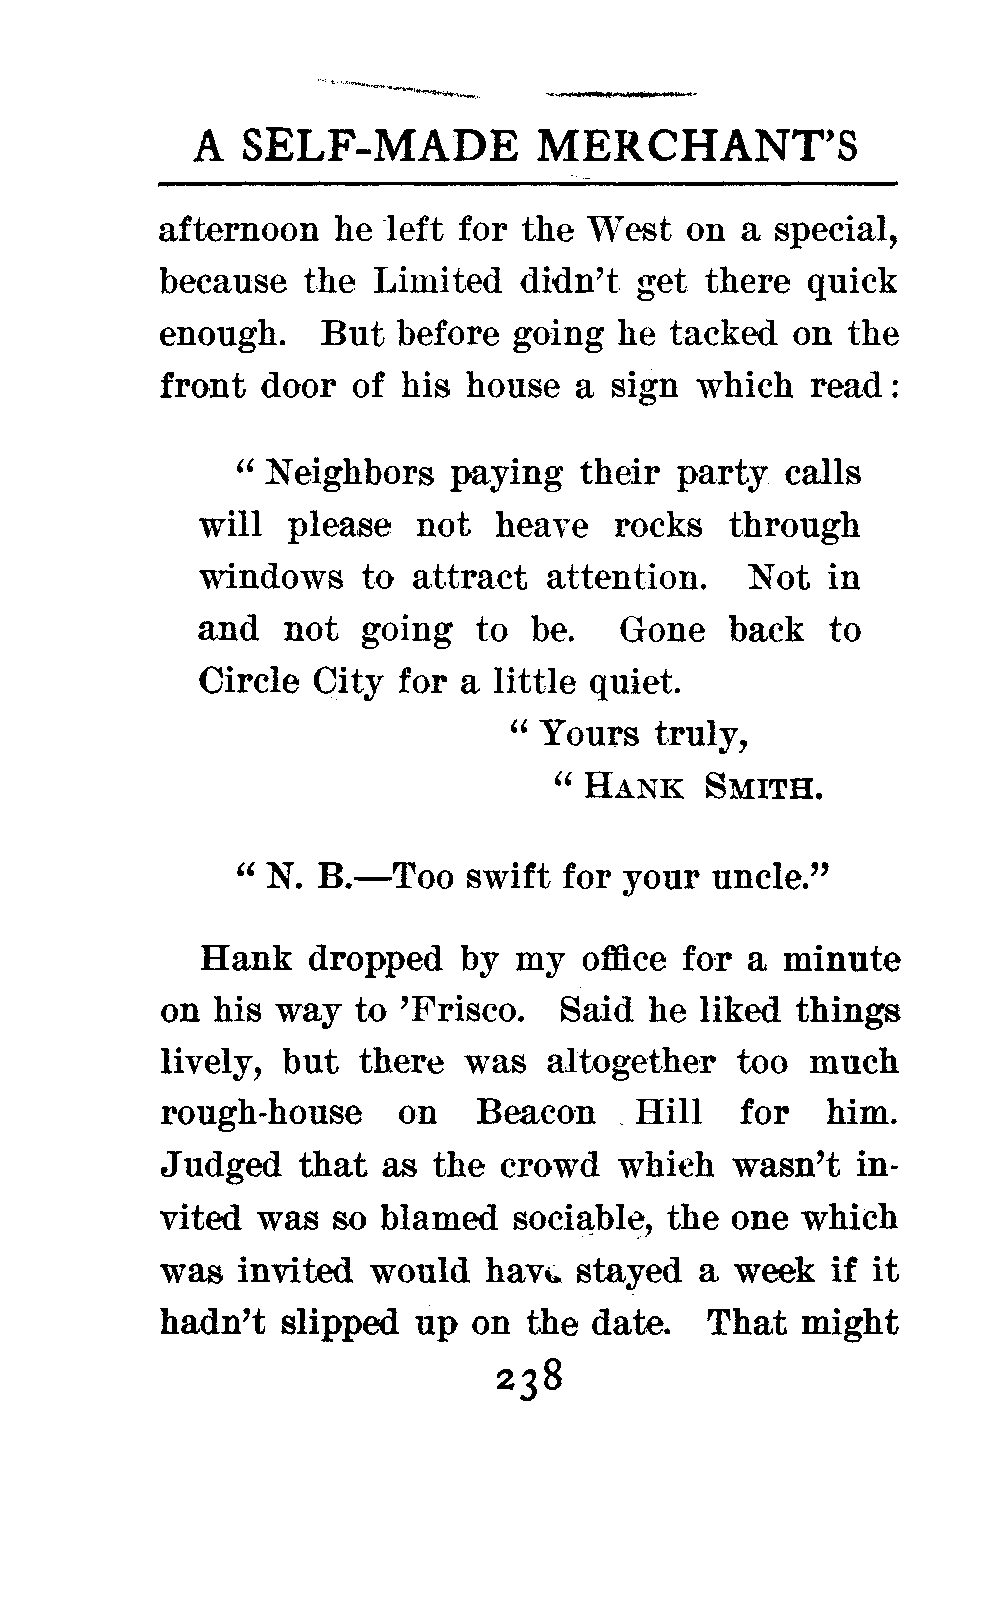 A SELF-MADE MERCHANT'S
afternoon he left for the West on a special,
because the Limited didn't get there quick
enough. But before going he tacked on the
front door of his house a sign which read:
“ Neighbors paying their party calls
will please not heave rocks through
windows to attract attention. Not in
and not going to be. Gone back to
Circle City for a little quiet.
“ Yours truly,
“ HANK SMITH.
“ N. B.—Too swift for your uncle.”
Hank dropped by my office for a minute
on his way to ’Frisco. Said he liked things
lively, but there was altogether too much
rough-house on Beacon Hill for him.
Judged that as the crowd which wasn't in-
vited was so blamed sociable, the one which
was invited would have stayed a week if it
hadn't slipped up on the date. That might
238